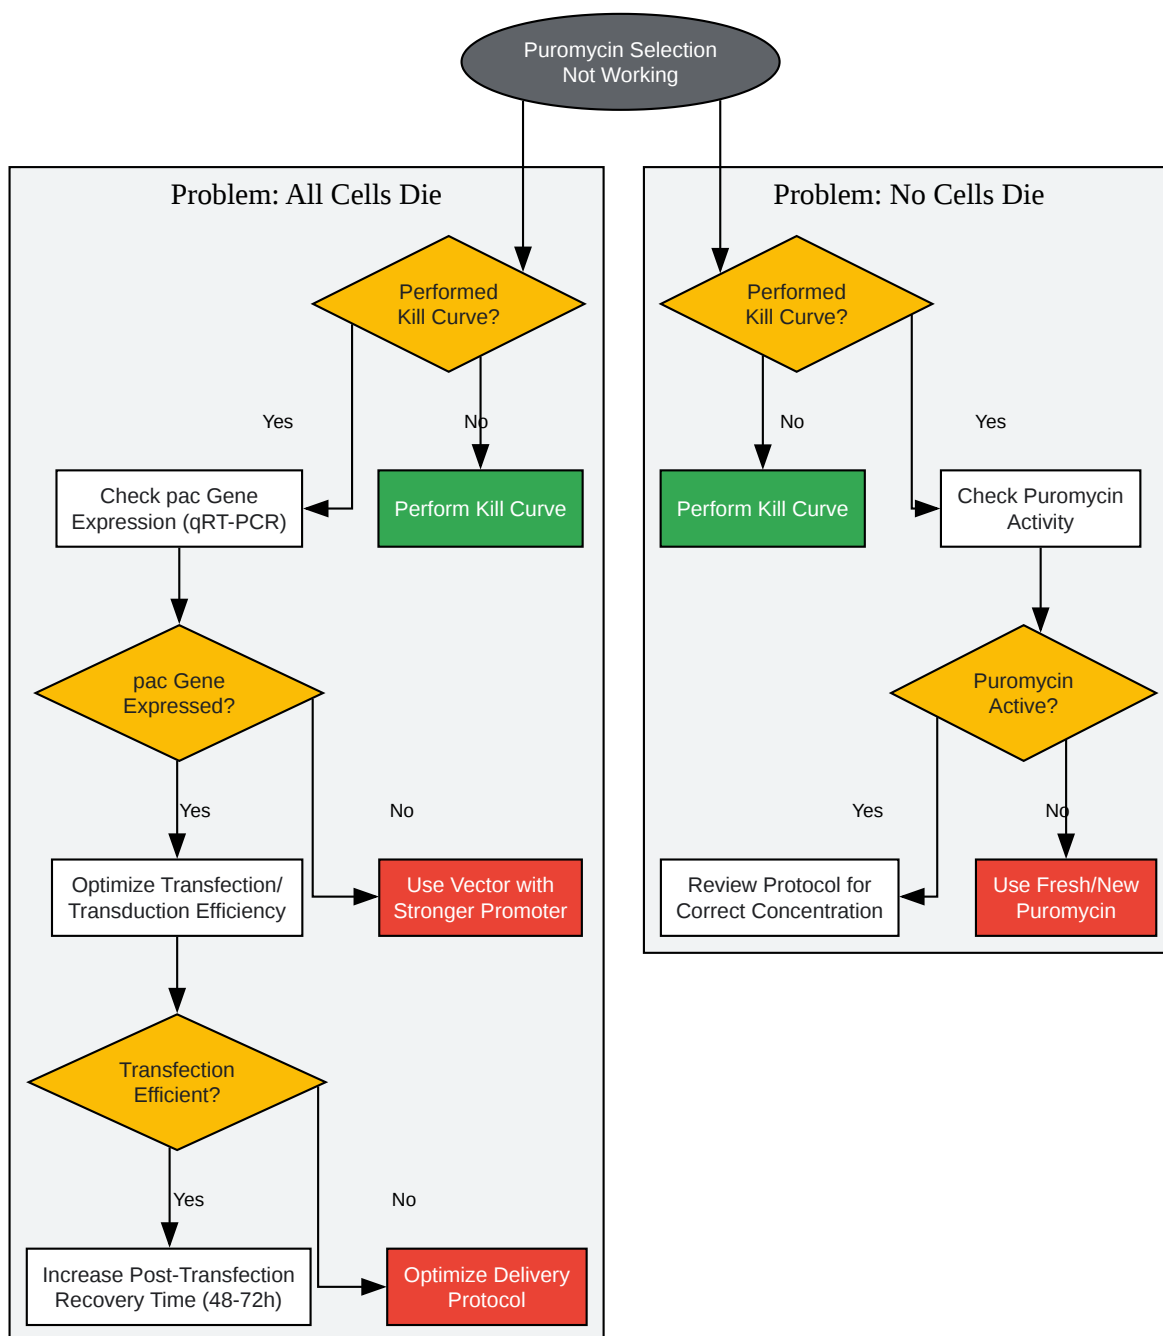 Puromycin Selection
Not Working
Problem: All Cells Die
Performed
Kill Curve?
Yes
No
Check pac Gene
Expression (qRT-PCR)
Perform Kill Curve
pac Gene
Expressed?
Yes
No
Optimize Transfection/
Transduction Efficiency
Use Vector with
Stronger Promoter
Transfection
Efficient?
Yes
No
Increase Post-Transfection
Recovery Time (48-72h)
Optimize Delivery
Protocol
Problem: No Cells Die
Performed
Kill Curve?
No
Yes
Perform Kill Curve
Check Puromycin
Activity
Puromycin
Active?
Yes
No
Review Protocol for
Correct Concentration
Use Fresh/New
Puromycin